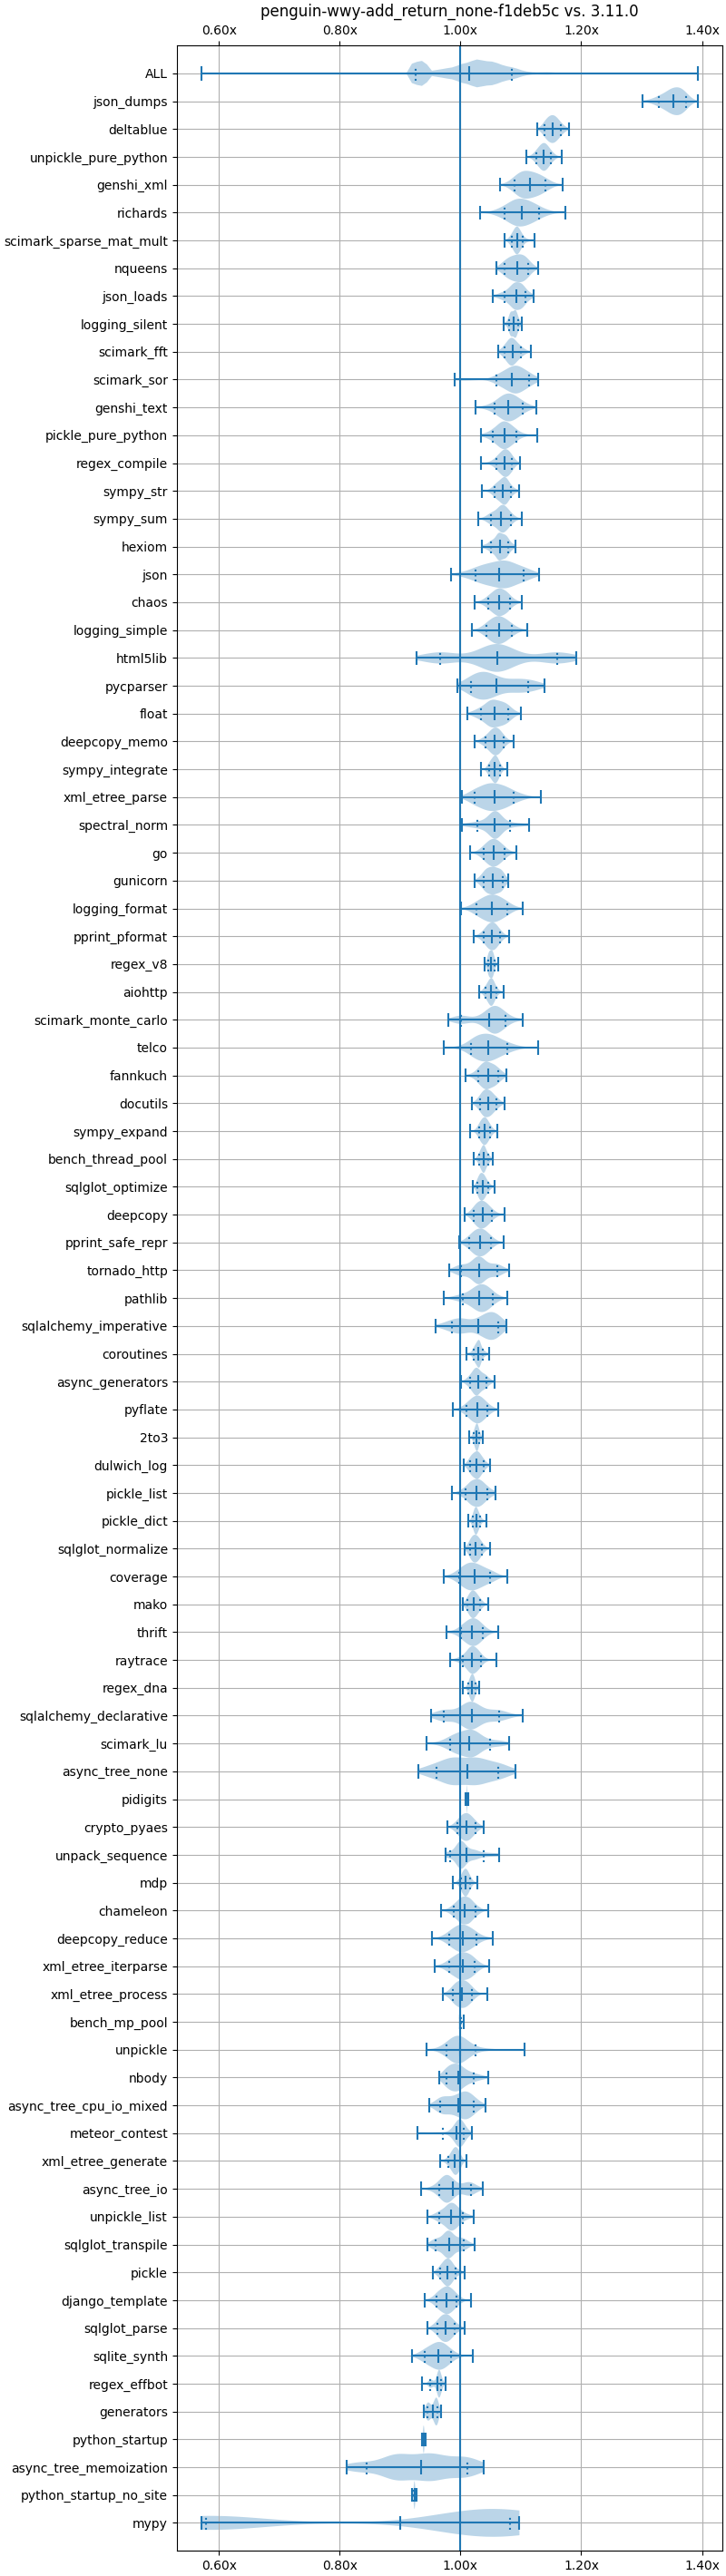 penguin-wwy-add_return_none-f1deb5c vs. 3.11.0
0.60x 0.80x 1.00x 1.20x 1.40x
ALL
json_dumps
deltablue
unpickle_pure_python
genshi_xml
richards
scimark_sparse_mat_mult
nqueens
json_loads
logging_silent
scimark_fft
scimark_sor
genshi_text
pickle_pure_python
regex_compile
sympy_str
sympy_sum
hexiom
json
chaos
logging_simple
html5lib
pycparser
float
deepcopy_memo
sympy_integrate
xml_etree_parse
spectral_norm
go
gunicorn
logging_format
pprint_pformat
regex_v8
aiohttp
scimark_monte_carlo
telco
fannkuch
docutils
sympy_expand
bench_thread_pool
sqlglot_optimize
deepcopy
pprint_safe_repr
tornado_http
pathlib
sqlalchemy_imperative
coroutines
async_generators
pyflate
2to3
dulwich_log
pickle_list
pickle_dict
sqlglot_normalize
coverage
mako
thrift
raytrace
regex_dna
sqlalchemy_declarative
scimark_lu
async_tree_none
pidigits
crypto_pyaes
unpack_sequence
mdp
chameleon
deepcopy_reduce
xml_etree_iterparse
xml_etree_process
bench_mp_pool
unpickle
nbody
async_tree_cpu_io_mixed
meteor_contest
xml_etree_generate
async_tree_io
unpickle_list
sqlglot_transpile
pickle
django_template
sqlglot_parse
sqlite_synth
regex_effbot
generators
python_startup
async_tree_memoization
python_startup_no_site
mypy
0.60x 0.80x 1.00x 1.20x 1.40x